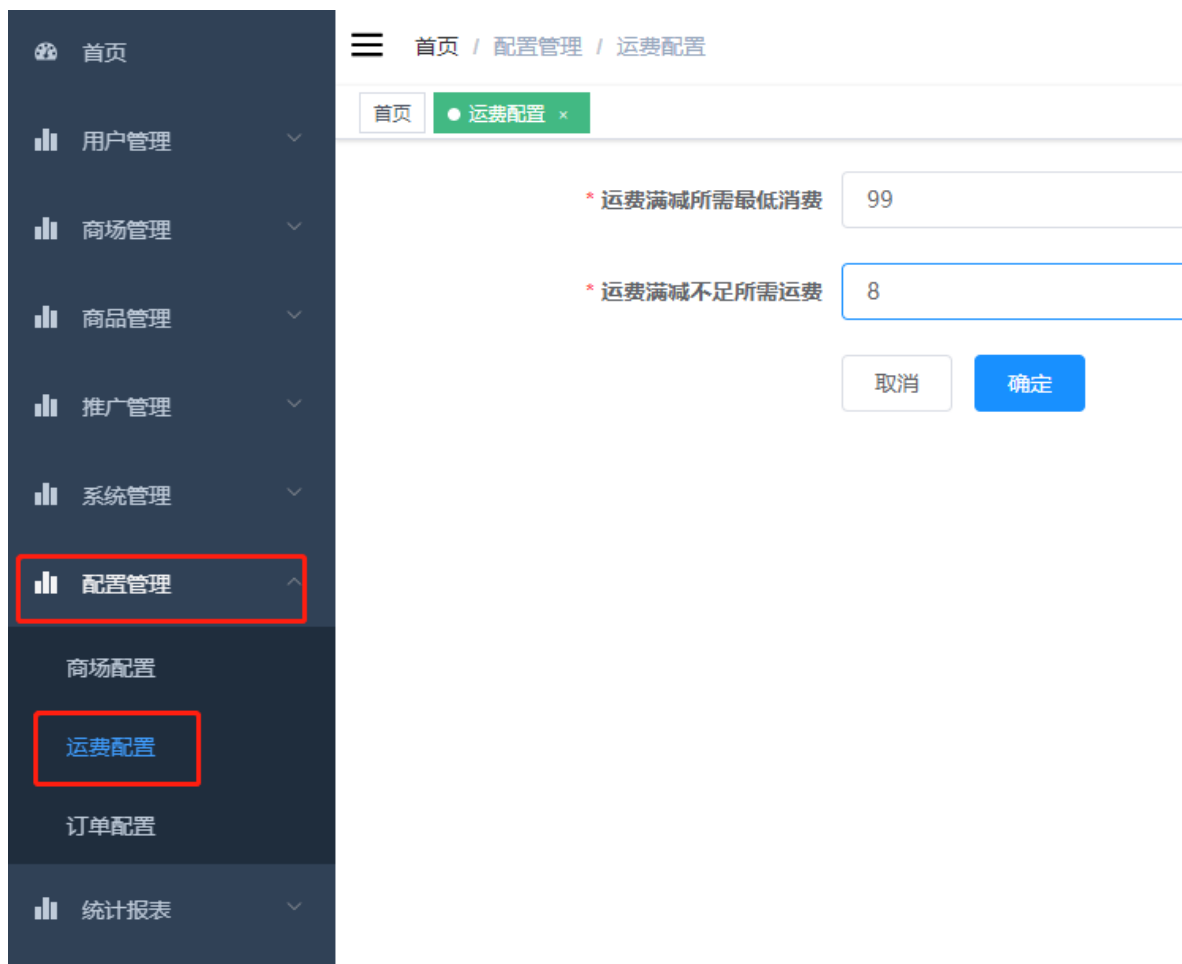 首页
用户管理
商场管理
商品管理
推广管理
系统管理
配置管理
商场配置
运费配置
订单配置
统计报表
首页 / 配置管理 / 运费配置
首页 运费配置 ×
* 运费满减所需最低消费 99
* 运费满减不足所需运费 8
取消 确定